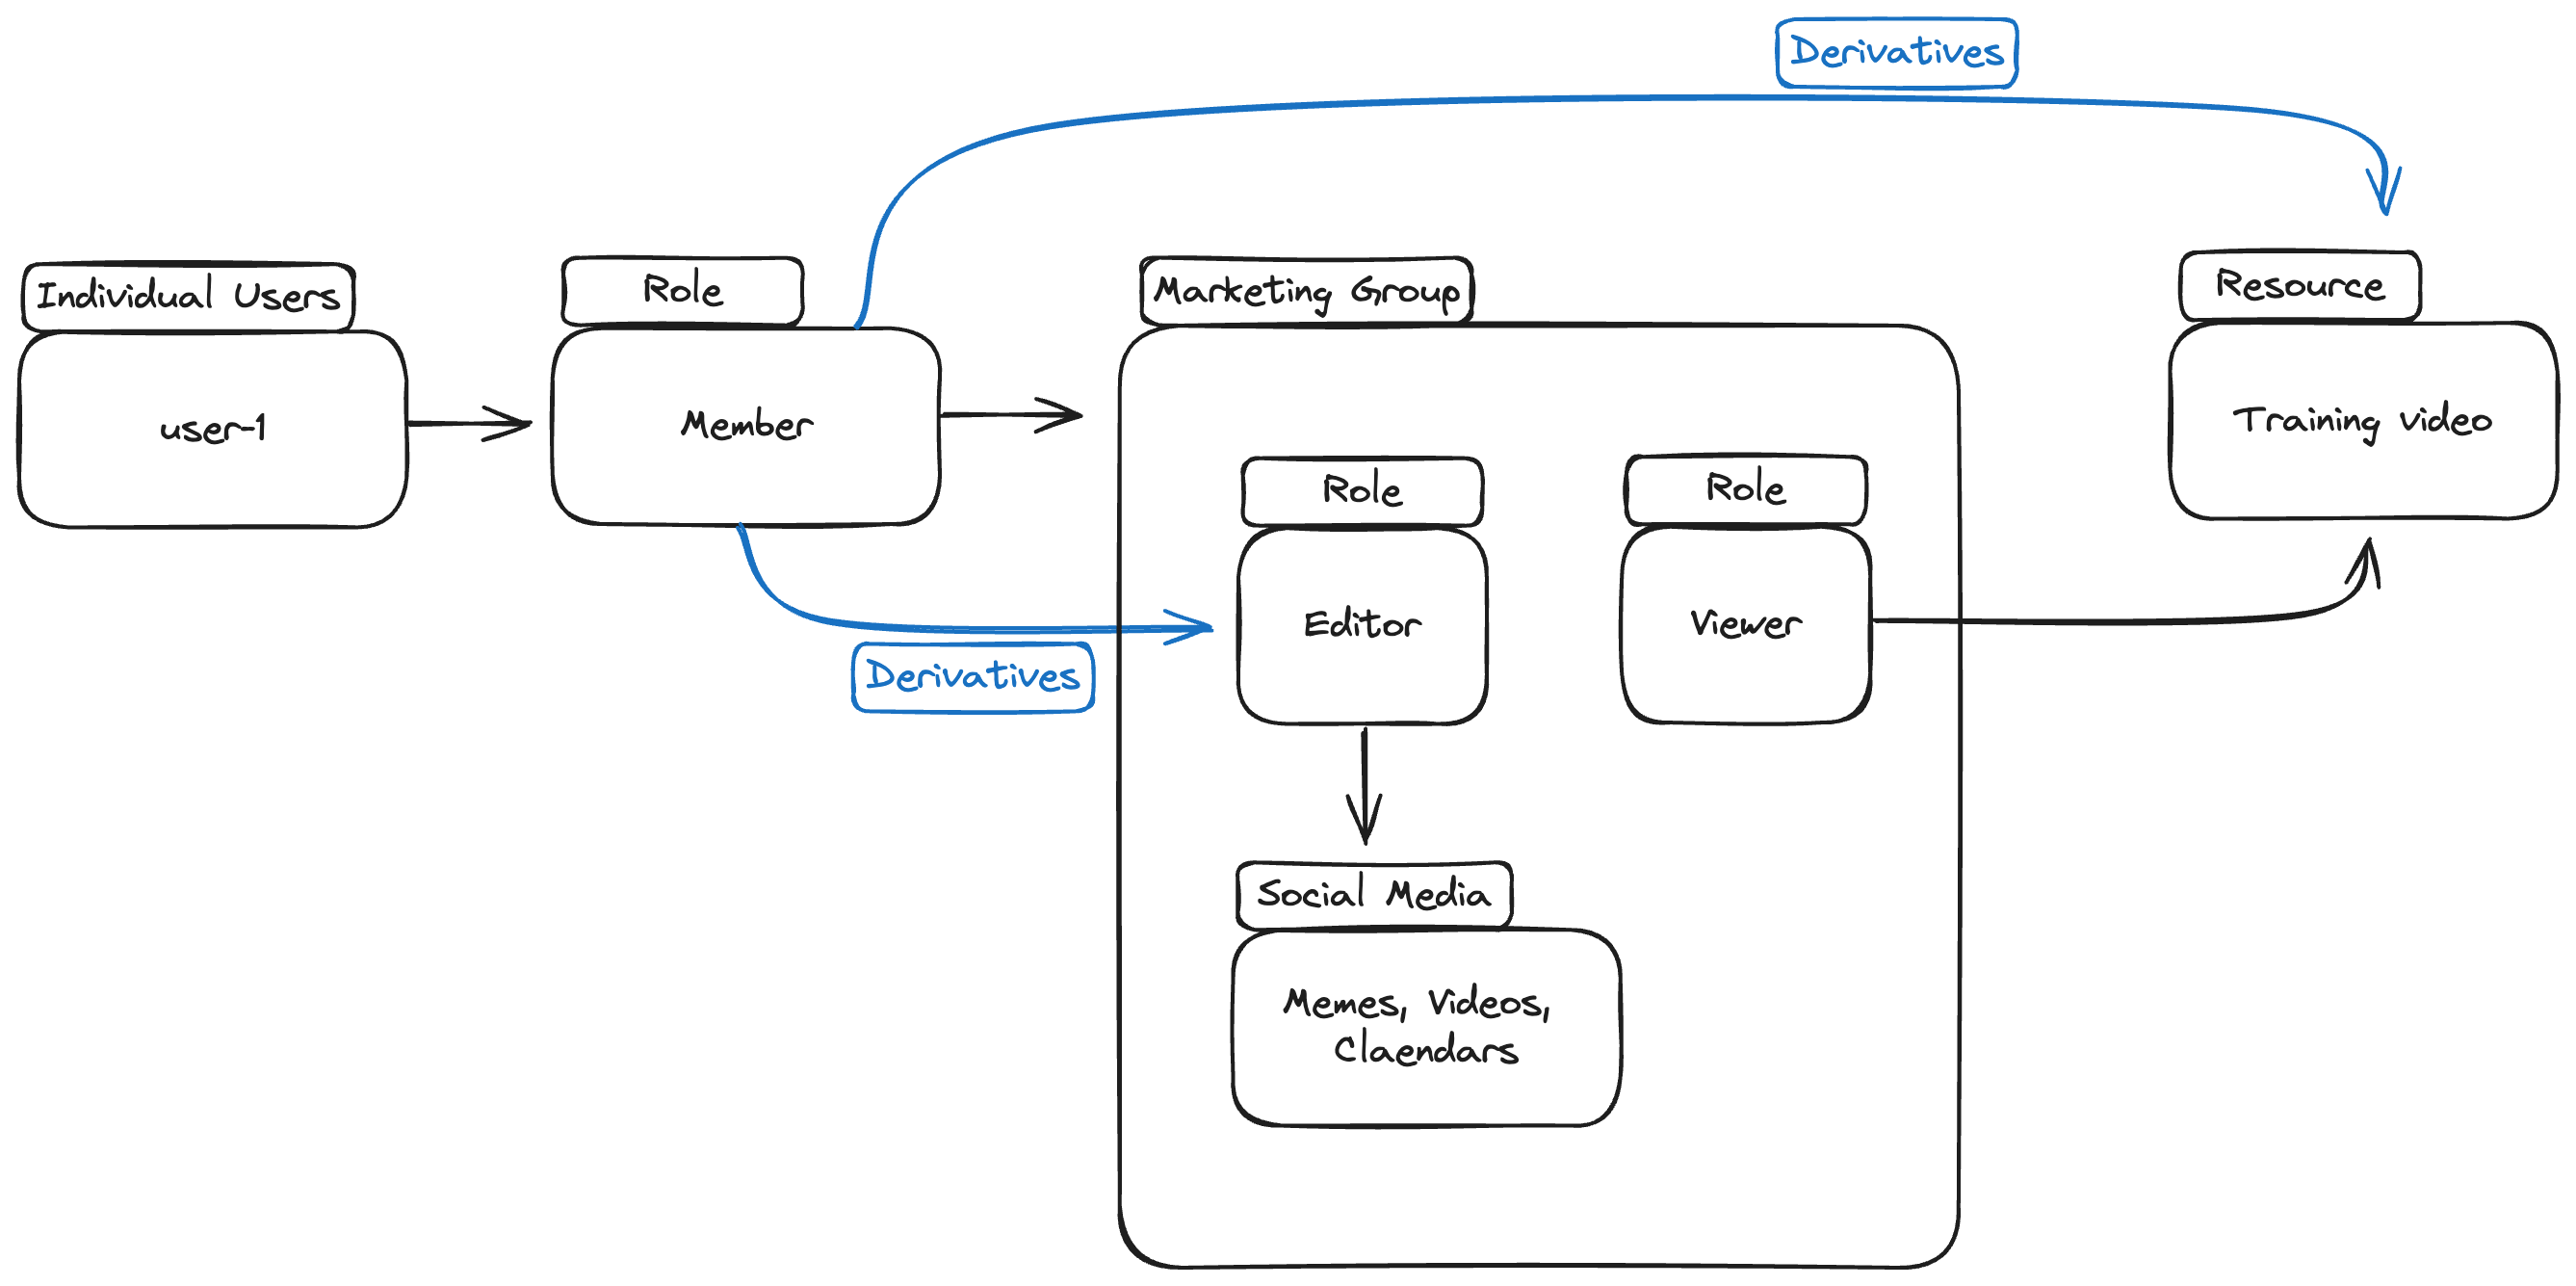 Derivatives
Individual Users
Role
Marketing Group
Resource
user-1
Member
Training video
Role
Role
Editor
Viewer
Derivatives
Social Media
Memes, Videos,
Claendars